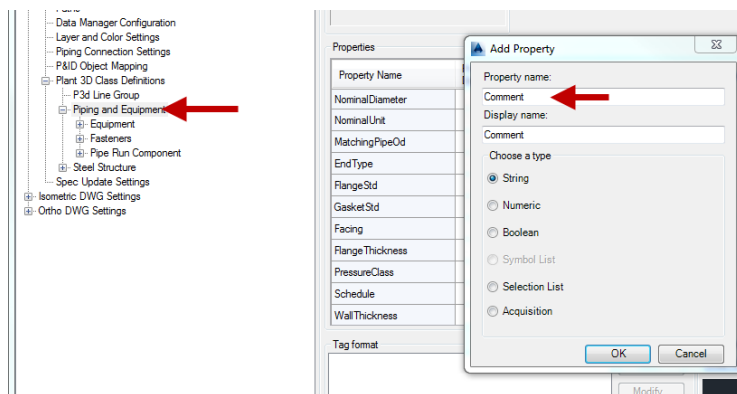 Data Manager Configuration
Layer and Color Settings
Piping Connection Settings
P&ID Object Mapping
Plant 3D Class Definitions
P3d Line Group
Piping and Equipment
Equipment
Fasteners
Pipe Run Component
Steel Structure
Spec Update Settings
Isometric DWG Settings
Ortho DWG Settings
Properties
Property Name
NominalDiameter
NominalUnit
MatchingPipeOd
EndType
FlangeStd
GasketStd
Facing
FlangeThickness
PressureClass
Schedule
WallThickness
Tag format
Add Property
Property name:
Comment
Display name:
Comment
Choose a type
String
Numeric
Boolean
Symbol List
Selection List
Acquisition
OK Cancel
Modify...